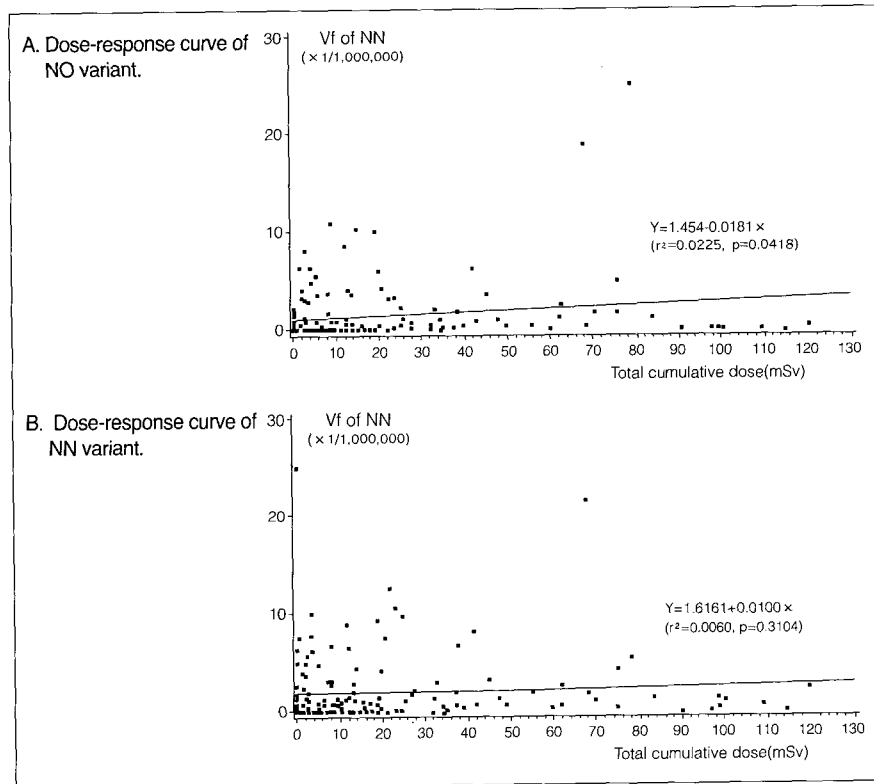 A. Dose-response curve of
NO variant.
Vf of NN
(×1/1,000,000)
30
20
10
0
Y=1.454-0.0181 ×
(r²=0.0225, p=0.0418)
0 10 20 30 40 50 60 70 80 90 100 110 120 130
Total cumulative dose(mSv)
B. Dose-response curve of
NN variant.
Vf of NN
(×1/1,000,000)
30
20
10
0
Y=1.6161+0.0100 ×
(r²=0.0060, p=0.3104)
0 10 20 30 40 50 60 70 80 90 100 110 120 130
Total cumulative dose(mSv)